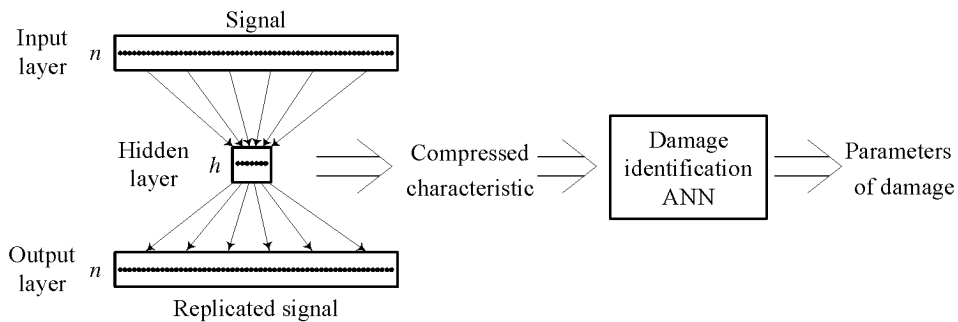 Signal
Input
layer
n
Hidden
layer
h
Compressed
characteristic
Damage
identification
ANN
Parameters
of damage
Output
layer
n
Replicated signal